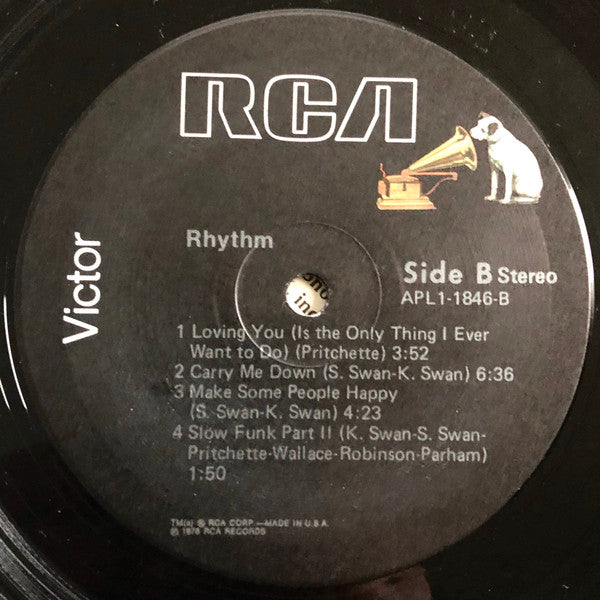 RCA
Victor
Rhythm
Side B Stereo
APL1-1846-B
1 Loving You (Is the Only Thing I Ever
Want to Do) (Pritchette) 3:52
2 Carry Me Down (S. Swan-K. Swan) 6:36
3 Make Some People Happy
(S. Swan-K. Swan) 4:23
4 Slow Funk Part II (K. Swan-S. Swan-
Pritchette-Wallace-Robinson-Parham)
1:50
TM(s) ® RCA CORP.—MADE IN U.S.A.
℗ 1976 RCA RECORDS